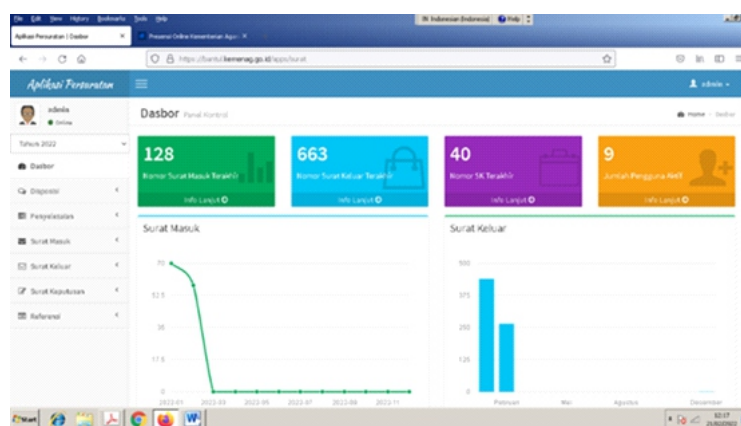 File Edit View History Bookmarks Tools Help
IN Indonesian (Indonesia) Help
Aplikasi Persuratan | Dasbor
Presensi Online Kementerian Agam
https://bantul.kemenag.go.id/apps/surat
Aplikasi Persuratan
admin
admin
Online
Dasbor Panel Kontrol
Home Dasbor
Tahun 2022
Dasbor
Disposisi
Penyelesaian
Surat Masuk
Surat Keluar
Surat Keputusan
Referensi
128
Nomor Surat Masuk Terakhir
Info Lanjut
663
Nomor Surat Keluar Terakhir
Info Lanjut
40
Nomor SK Terakhir
Info Lanjut
9
Jumlah Pengguna Aktif
Info Lanjut
Surat Masuk
70
52.5
35
17.5
0
2022-01 2022-03 2022-05 2022-07 2022-09 2022-11
Surat Keluar
500
375
250
125
0
Februari Mei Agustus Desember
Start
W